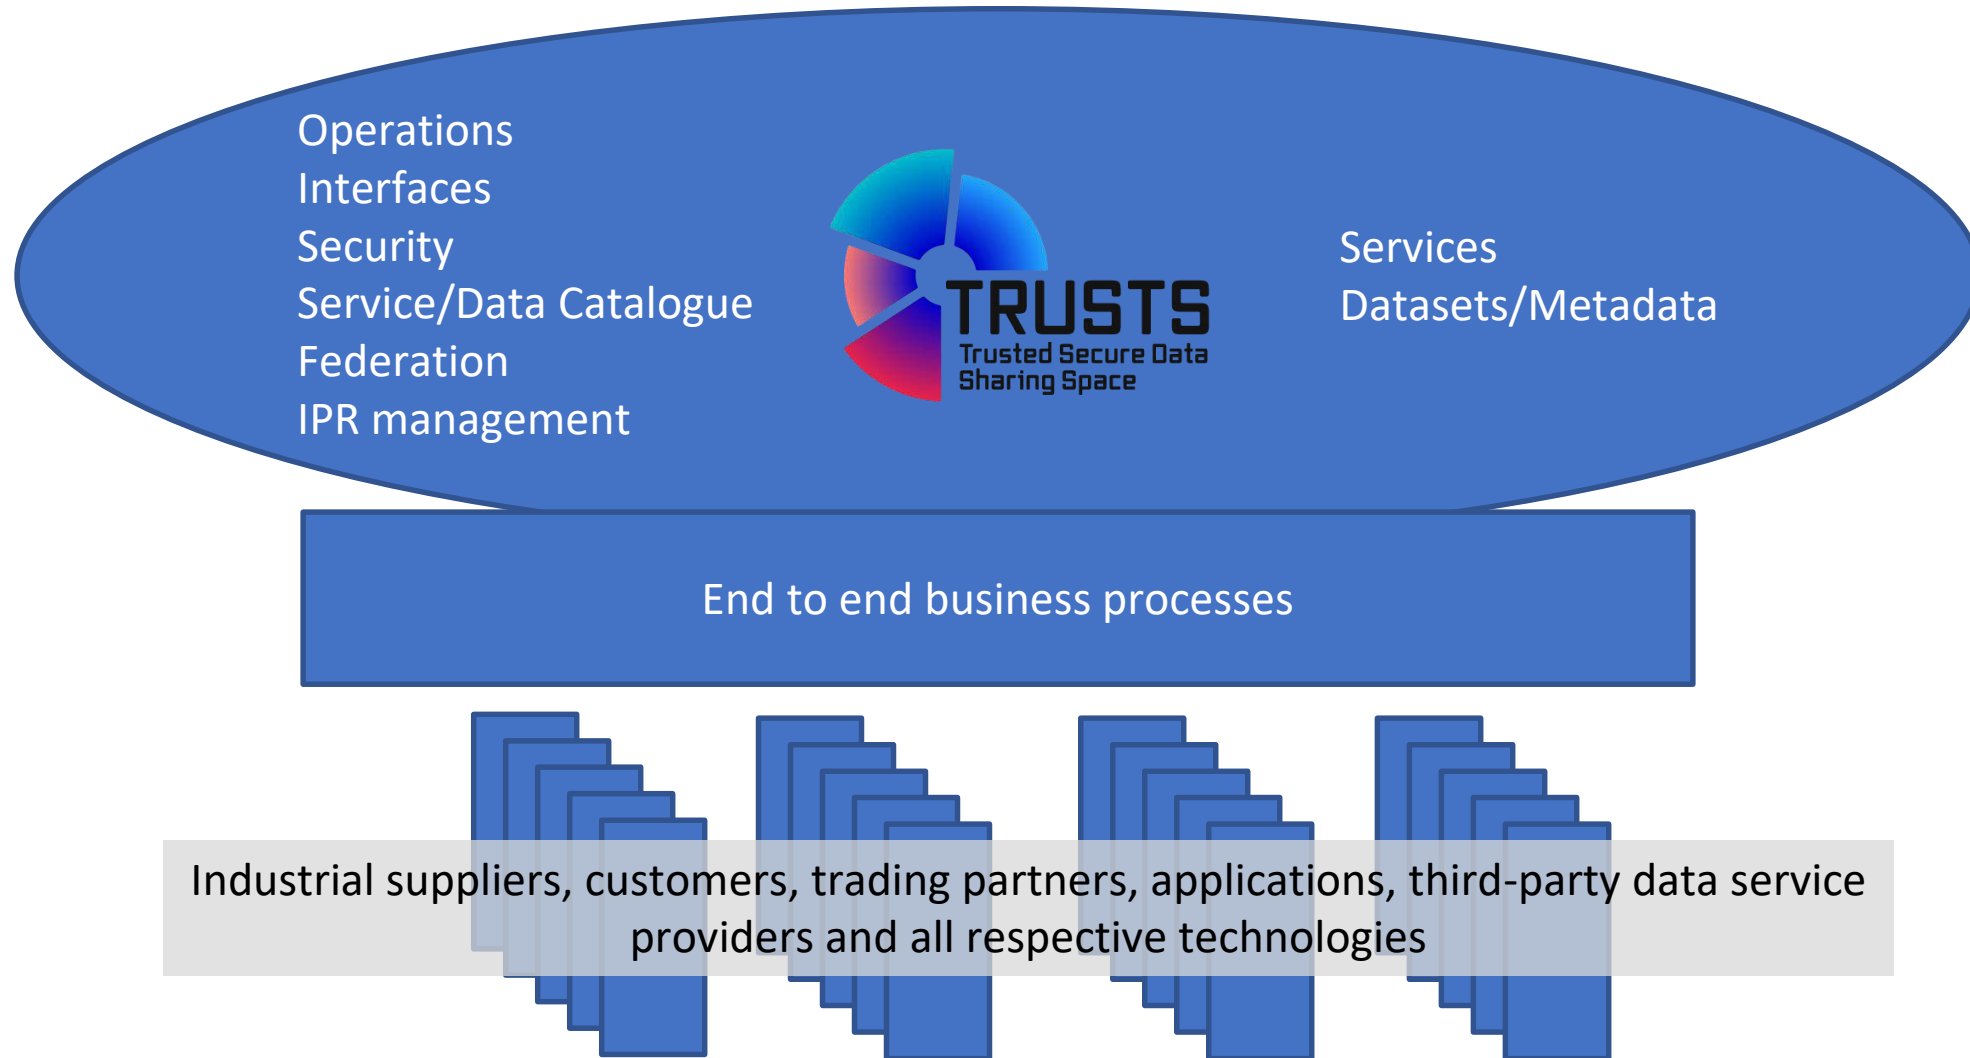 Operations
Interfaces
Security
Service/Data Catalogue
Federation
IPR management
TRUSTS
Trusted Secure Data
Sharing Space
Services
Datasets/Metadata
End to end business processes
Industrial suppliers, customers, trading partners, applications, third-party data service
providers and all respective technologies